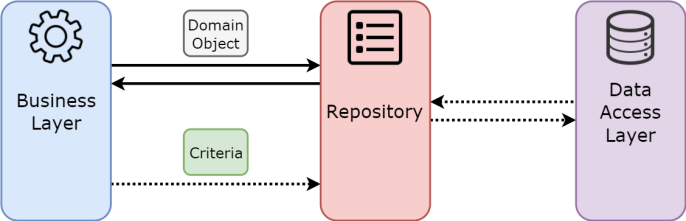 Domain
Object
Business
Layer
Criteria
Repository
Data
Access
Layer